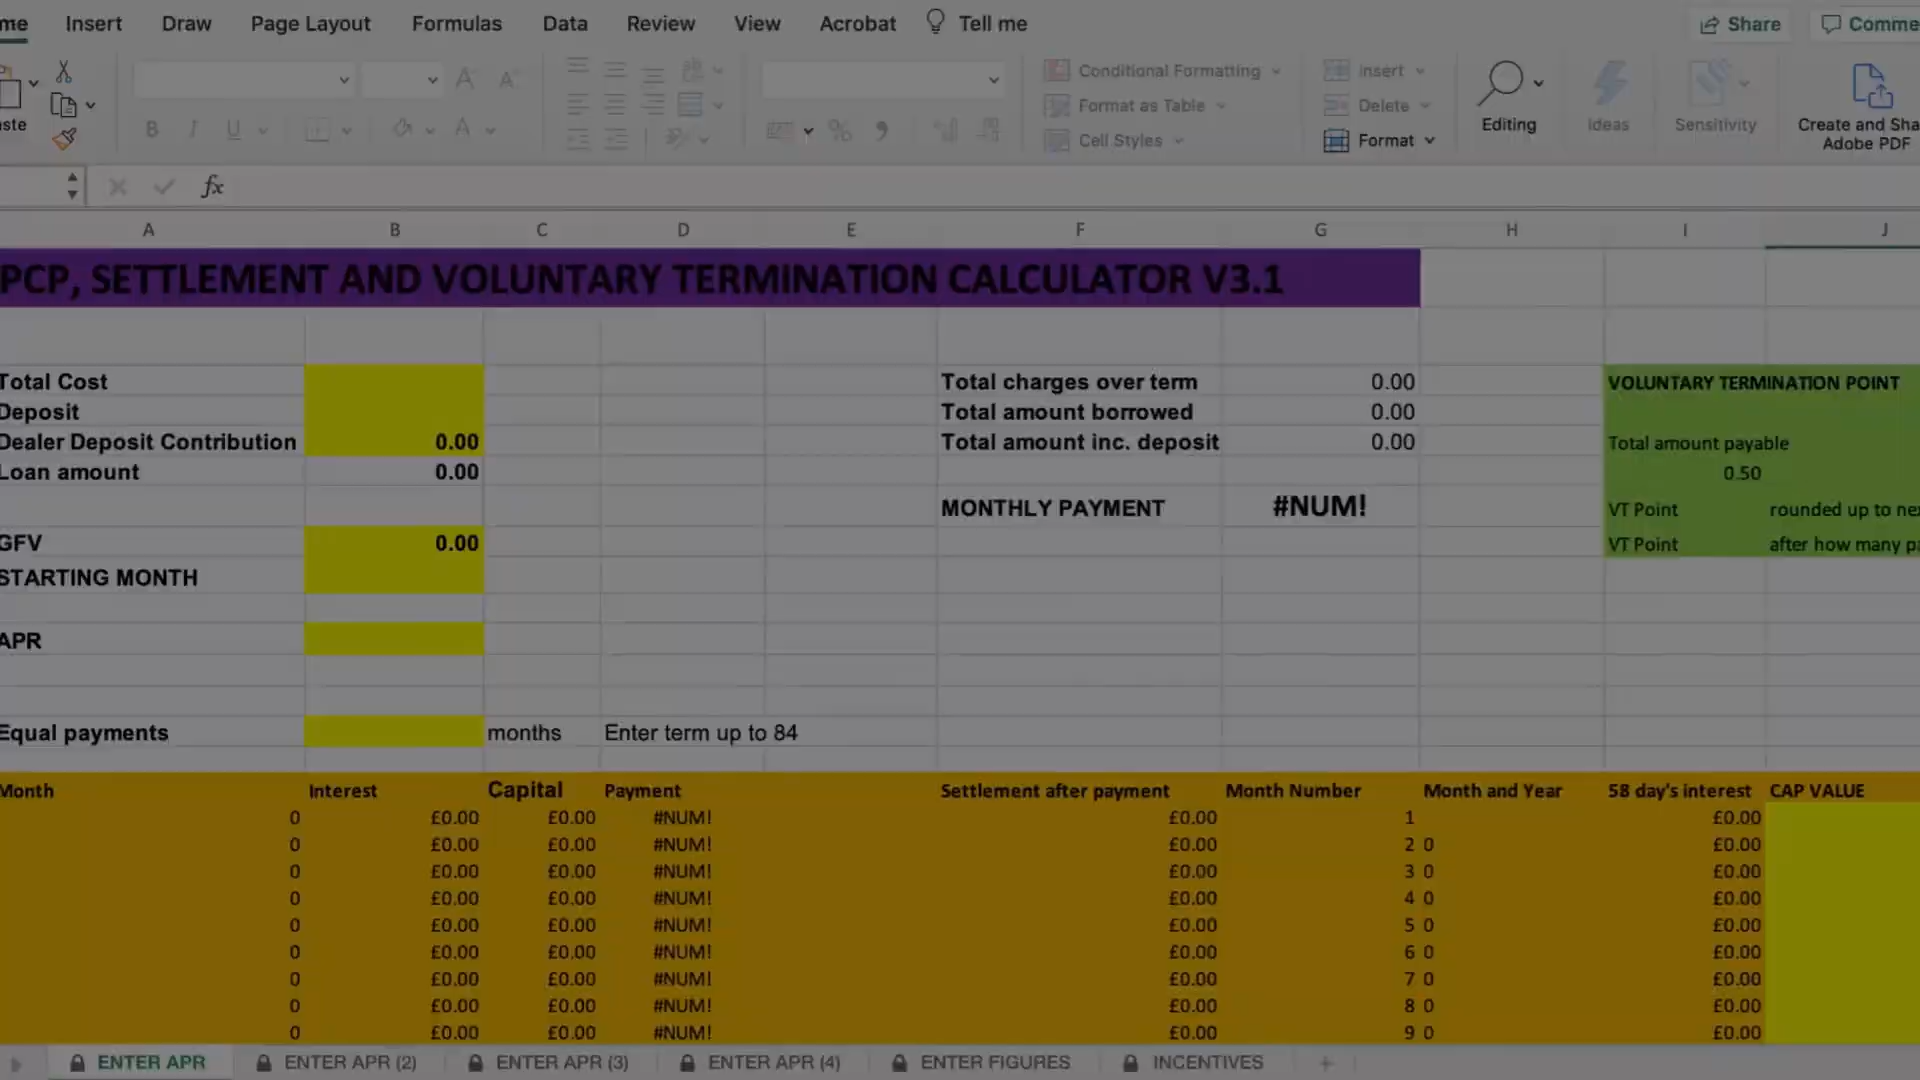 Insert Draw Page Layout Formulas Data Review View Acrobat Tell me Share
Conditional Formatting Insert
Format as Table Delete
Cell Styles Format
Editing Ideas Sensitivity Create and Sha
Adobe PDF
B I U A %
fx
A B C D E F G H I J
PCP, SETTLEMENT AND VOLUNTARY TERMINATION CALCULATOR V3.1
Total Cost Total charges over term 0.00 VOLUNTARY TERMINATION POINT
Deposit Total amount borrowed 0.00
Dealer Deposit Contribution 0.00 Total amount inc. deposit 0.00 Total amount payable
Loan amount 0.00 0.50
MONTHLY PAYMENT #NUM! VT Point rounded up to nex
GFV 0.00 VT Point after how many pa
STARTING MONTH
APR
Equal payments months Enter term up to 84
Month Interest Capital Payment Settlement after payment Month Number Month and Year 58 day's interest CAP VALUE
0 £0.00 £0.00 #NUM! £0.00 1 £0.00
0 £0.00 £0.00 #NUM! £0.00 2 0 £0.00
0 £0.00 £0.00 #NUM! £0.00 3 0 £0.00
0 £0.00 £0.00 #NUM! £0.00 4 0 £0.00
0 £0.00 £0.00 #NUM! £0.00 5 0 £0.00
0 £0.00 £0.00 #NUM! £0.00 6 0 £0.00
0 £0.00 £0.00 #NUM! £0.00 7 0 £0.00
0 £0.00 £0.00 #NUM! £0.00 8 0 £0.00
0 £0.00 £0.00 #NUM! £0.00 9 0 £0.00
ENTER APR ENTER APR (2) ENTER APR (3) ENTER APR (4) ENTER FIGURES INCENTIVES +